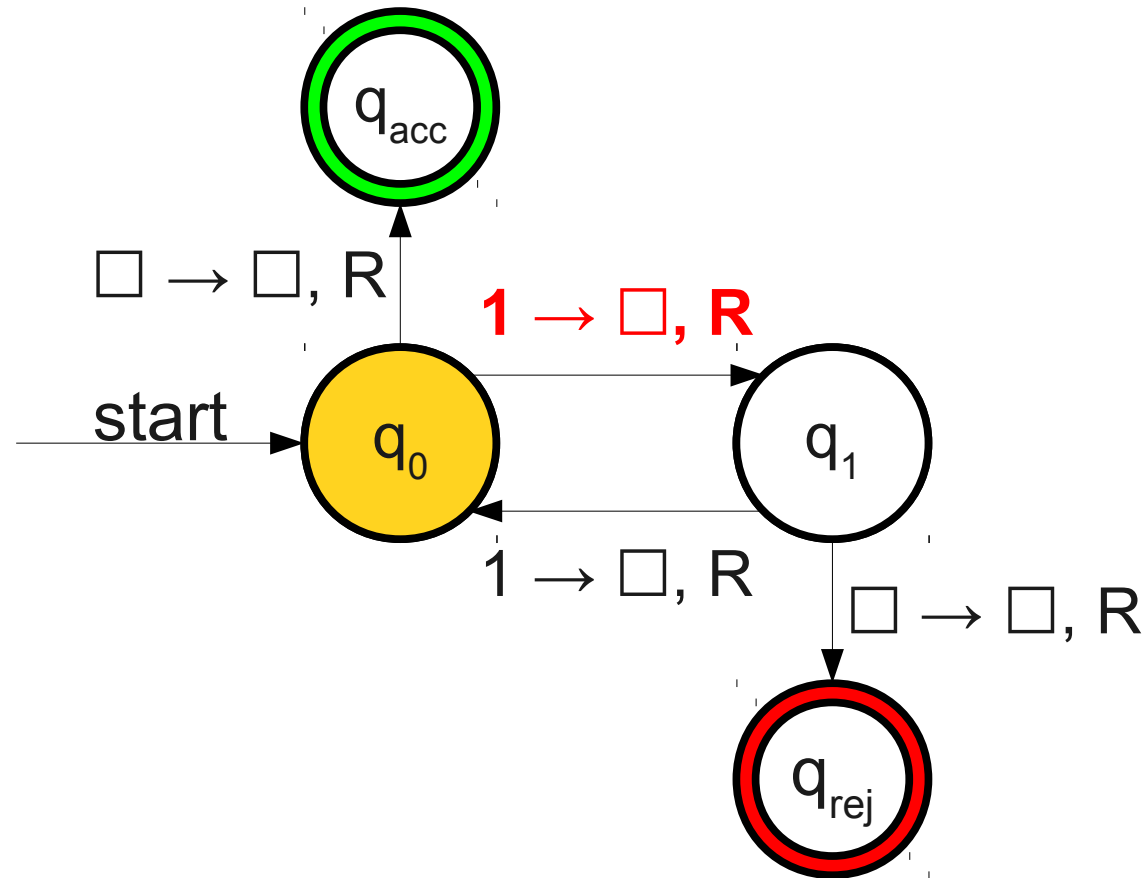 q_acc
□ → □, R
1 → □, R
start
q_0
q_1
1 → □, R
□ → □, R
q_rej